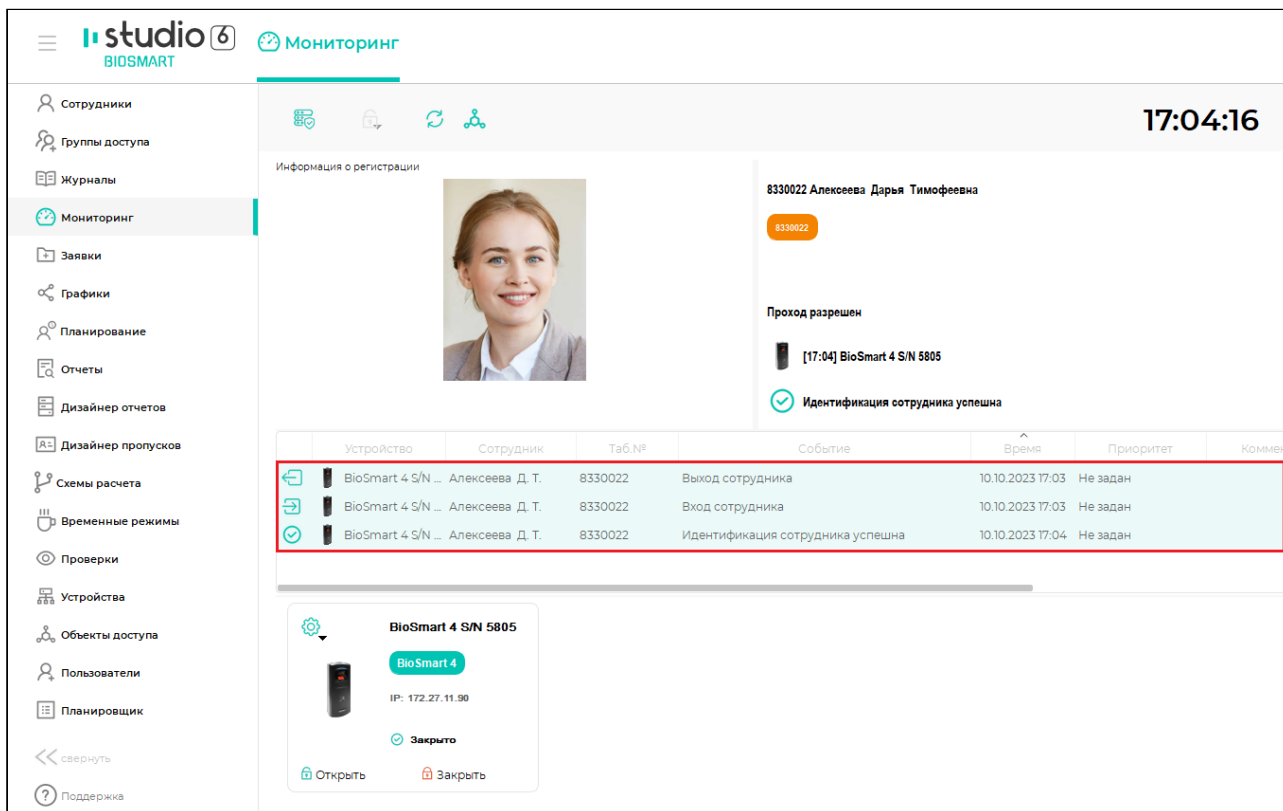 studio 6
BIOSMART
Мониторинг
Сотрудники
Группы доступа
Журналы
Мониторинг
Заявки
Графики
Планирование
Отчеты
Дизайнер отчетов
Дизайнер пропусков
Схемы расчета
Временные режимы
Проверки
Устройства
Объекты доступа
Пользователи
Планировщик
свернуть
Поддержка
17:04:16
Информация о регистрации
8330022 Алексеева Дарья Тимофеевна
8330022
Проход разрешен
[17:04] BioSmart 4 S/N 5805
Идентификация сотрудника успешна
Устройство Сотрудник Таб.№ Событие Время Приоритет Коммен
BioSmart 4 S/N ... Алексеева Д. Т. 8330022 Выход сотрудника 10.10.2023 17:03 Не задан
BioSmart 4 S/N ... Алексеева Д. Т. 8330022 Вход сотрудника 10.10.2023 17:03 Не задан
BioSmart 4 S/N ... Алексеева Д. Т. 8330022 Идентификация сотрудника успешна 10.10.2023 17:04 Не задан
BioSmart 4 S/N 5805
BioSmart 4
IP: 172.27.11.90
Закрыто
Открыть Закрыть